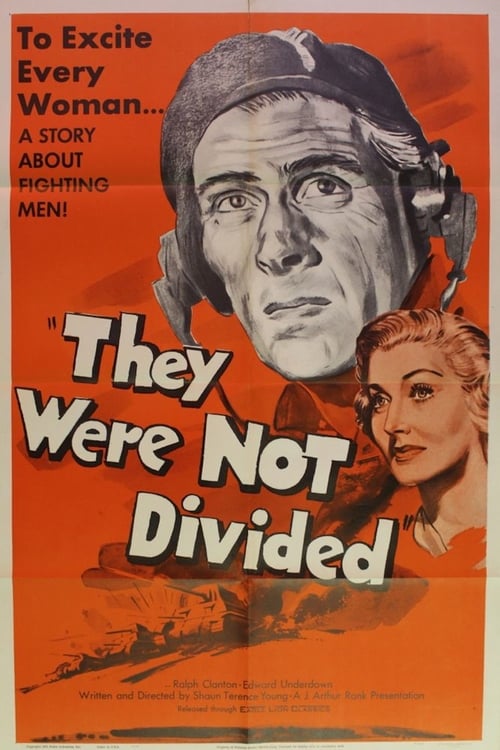 To Excite
Every
Woman...
A STORY
ABOUT
FIGHTING
MEN!
"They
Were NOT
Divided"
Ralph Clanton - Edward Underdown
Written and Directed by Shaun Terence Young - A J. Arthur Rank Presentation
Released through